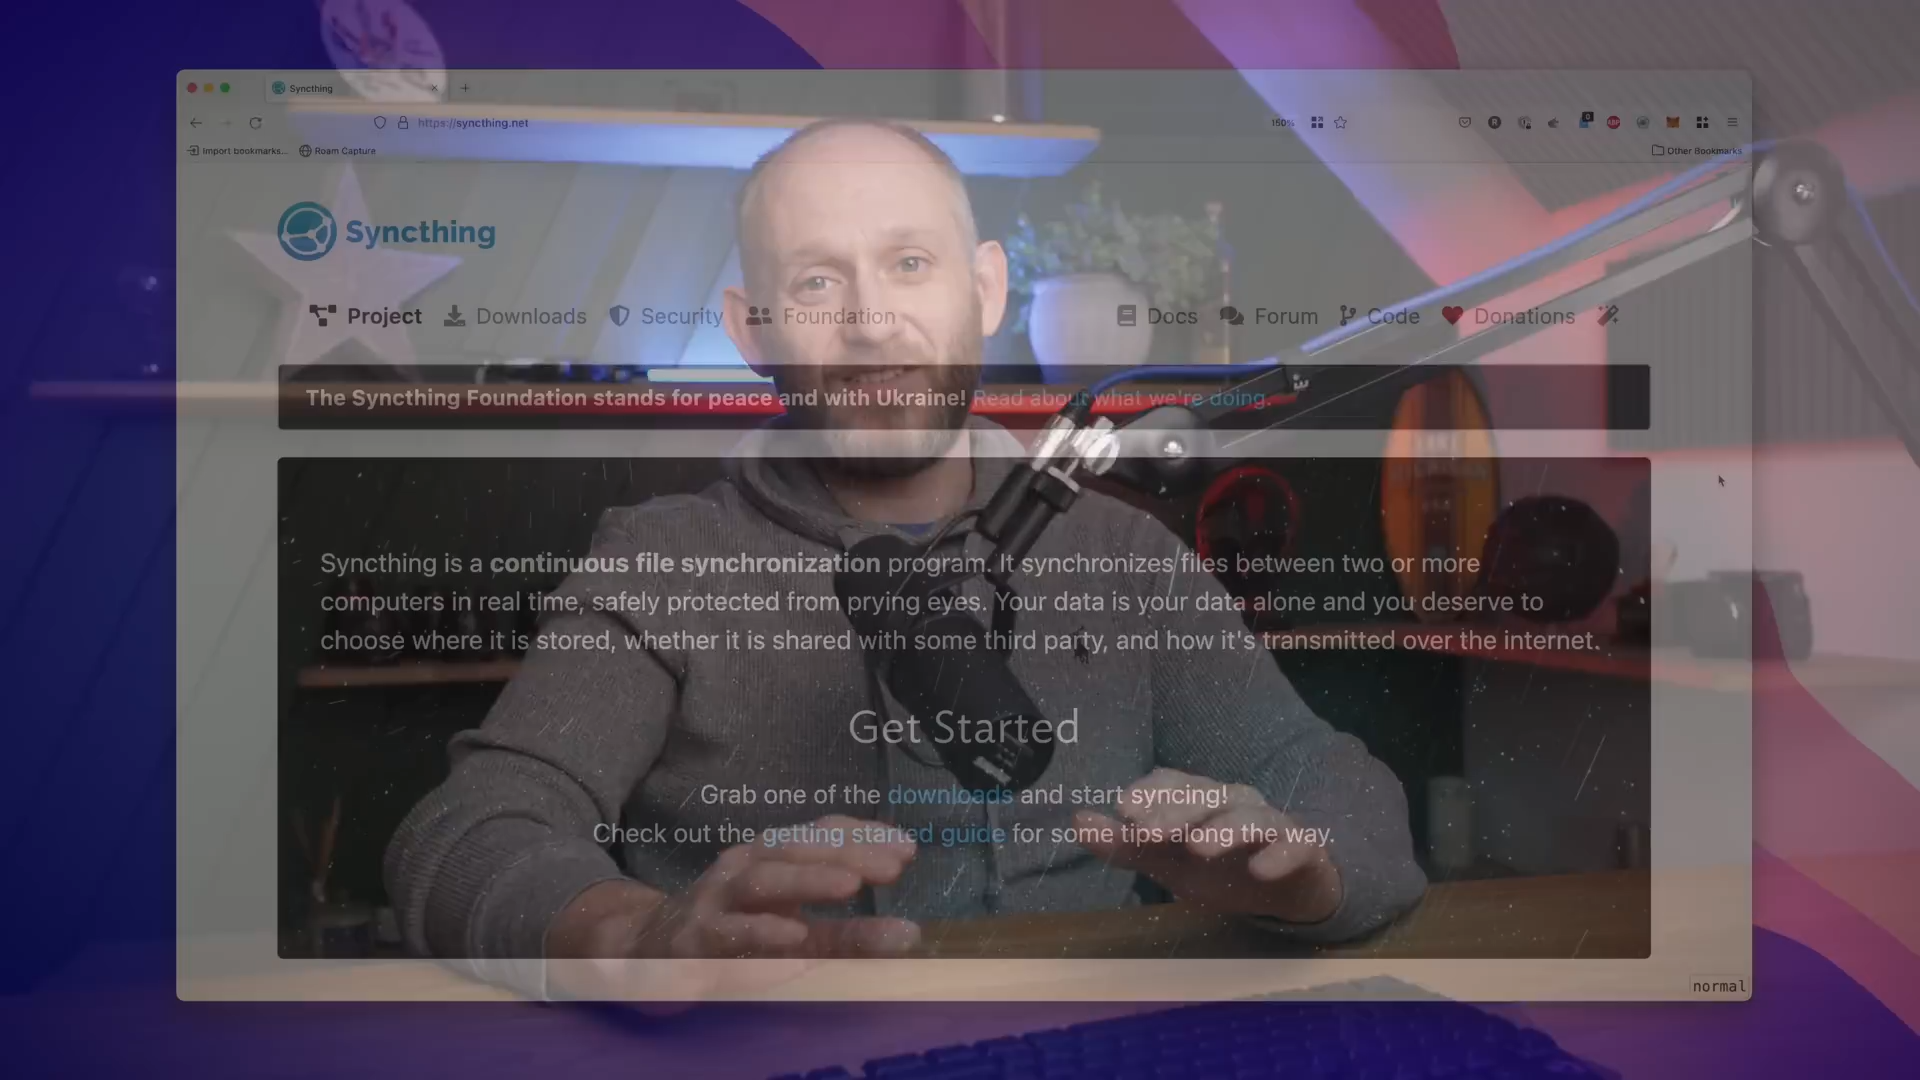 Syncthing
https://syncthing.net
150%
Import bookmarks...
Roam Capture
Other Bookmarks
Syncthing
Project
Downloads
Security
Foundation
Docs
Forum
Code
Donations
The Syncthing Foundation stands for peace and with Ukraine! Read about what we're doing.
Syncthing is a continuous file synchronization program. It synchronizes files between two or more
computers in real time, safely protected from prying eyes. Your data is your data alone and you deserve to
choose where it is stored, whether it is shared with some third party, and how it's transmitted over the internet.
Get Started
Grab one of the downloads and start syncing!
Check out the getting started guide for some tips along the way.
normal